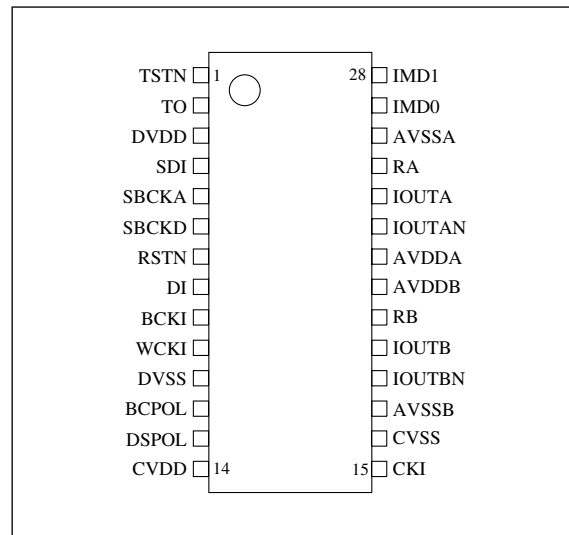 TSTN 1 28 IMD1
TO IMD0
DVDD AVSSA
SDI RA
SBCKA IOUTA
SBCKD IOUTAN
RSTN AVDDA
DI AVDDB
BCKI RB
WCKI IOUTB
DVSS IOUTBN
BCPOL AVSSB
DSPOL CVSS
CVDD 14 15 CKI